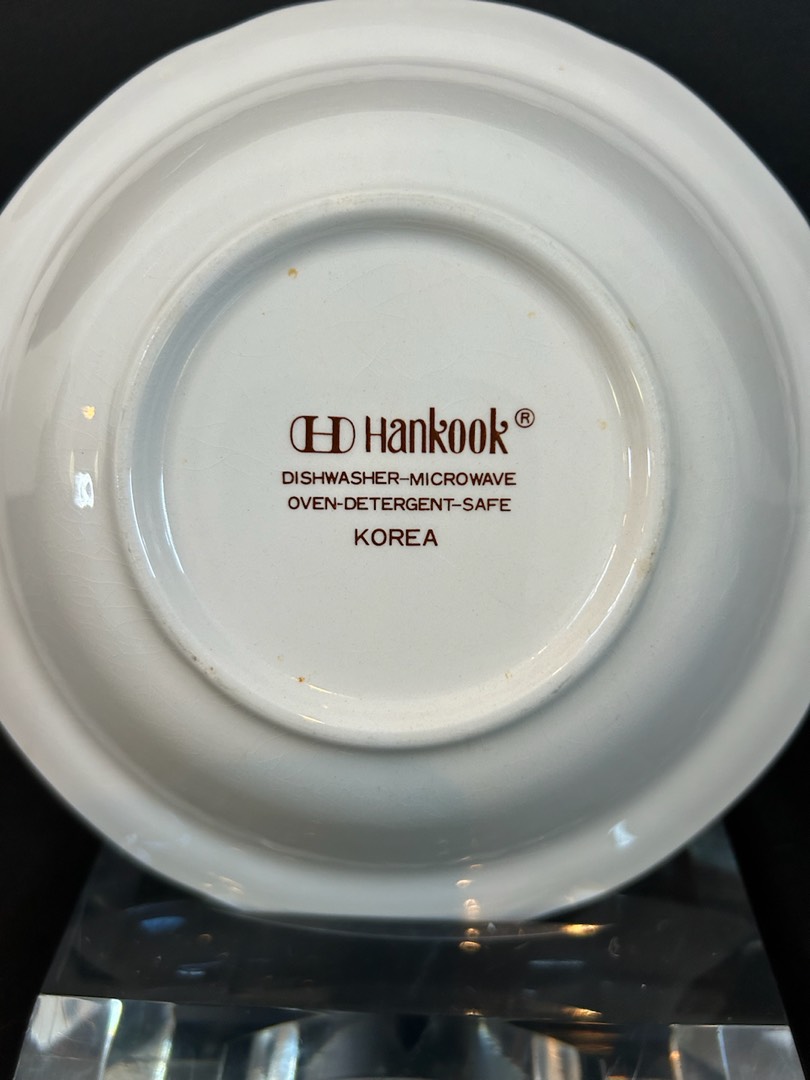 H Hankook®
DISHWASHER-MICROWAVE
OVEN-DETERGENT-SAFE
KOREA